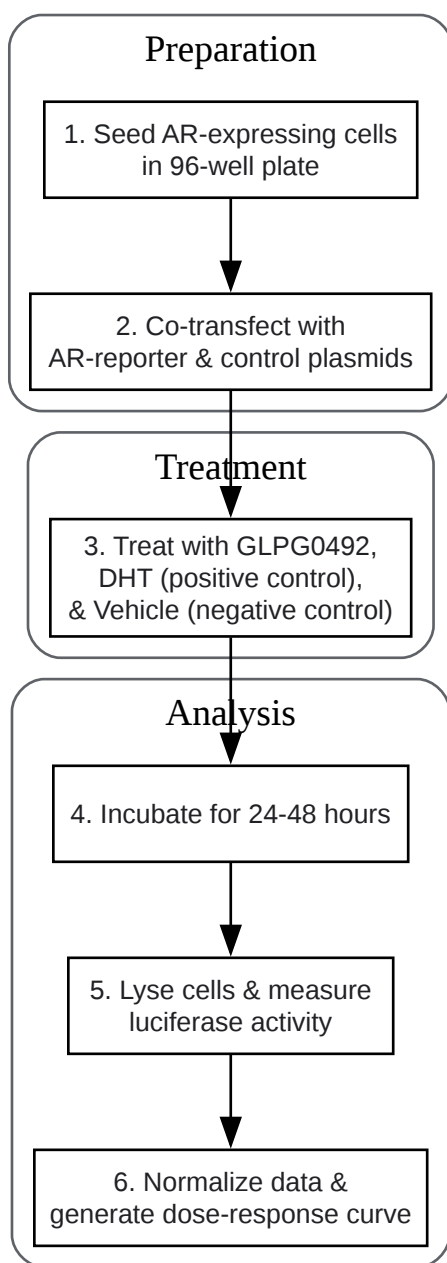 Preparation
1. Seed AR-expressing cells
in 96-well plate
2. Co-transfect with
AR-reporter & control plasmids
Treatment
3. Treat with GLPG0492,
DHT (positive control),
& Vehicle (negative control)
Analysis
4. Incubate for 24-48 hours
5. Lyse cells & measure
luciferase activity
6. Normalize data &
generate dose-response curve